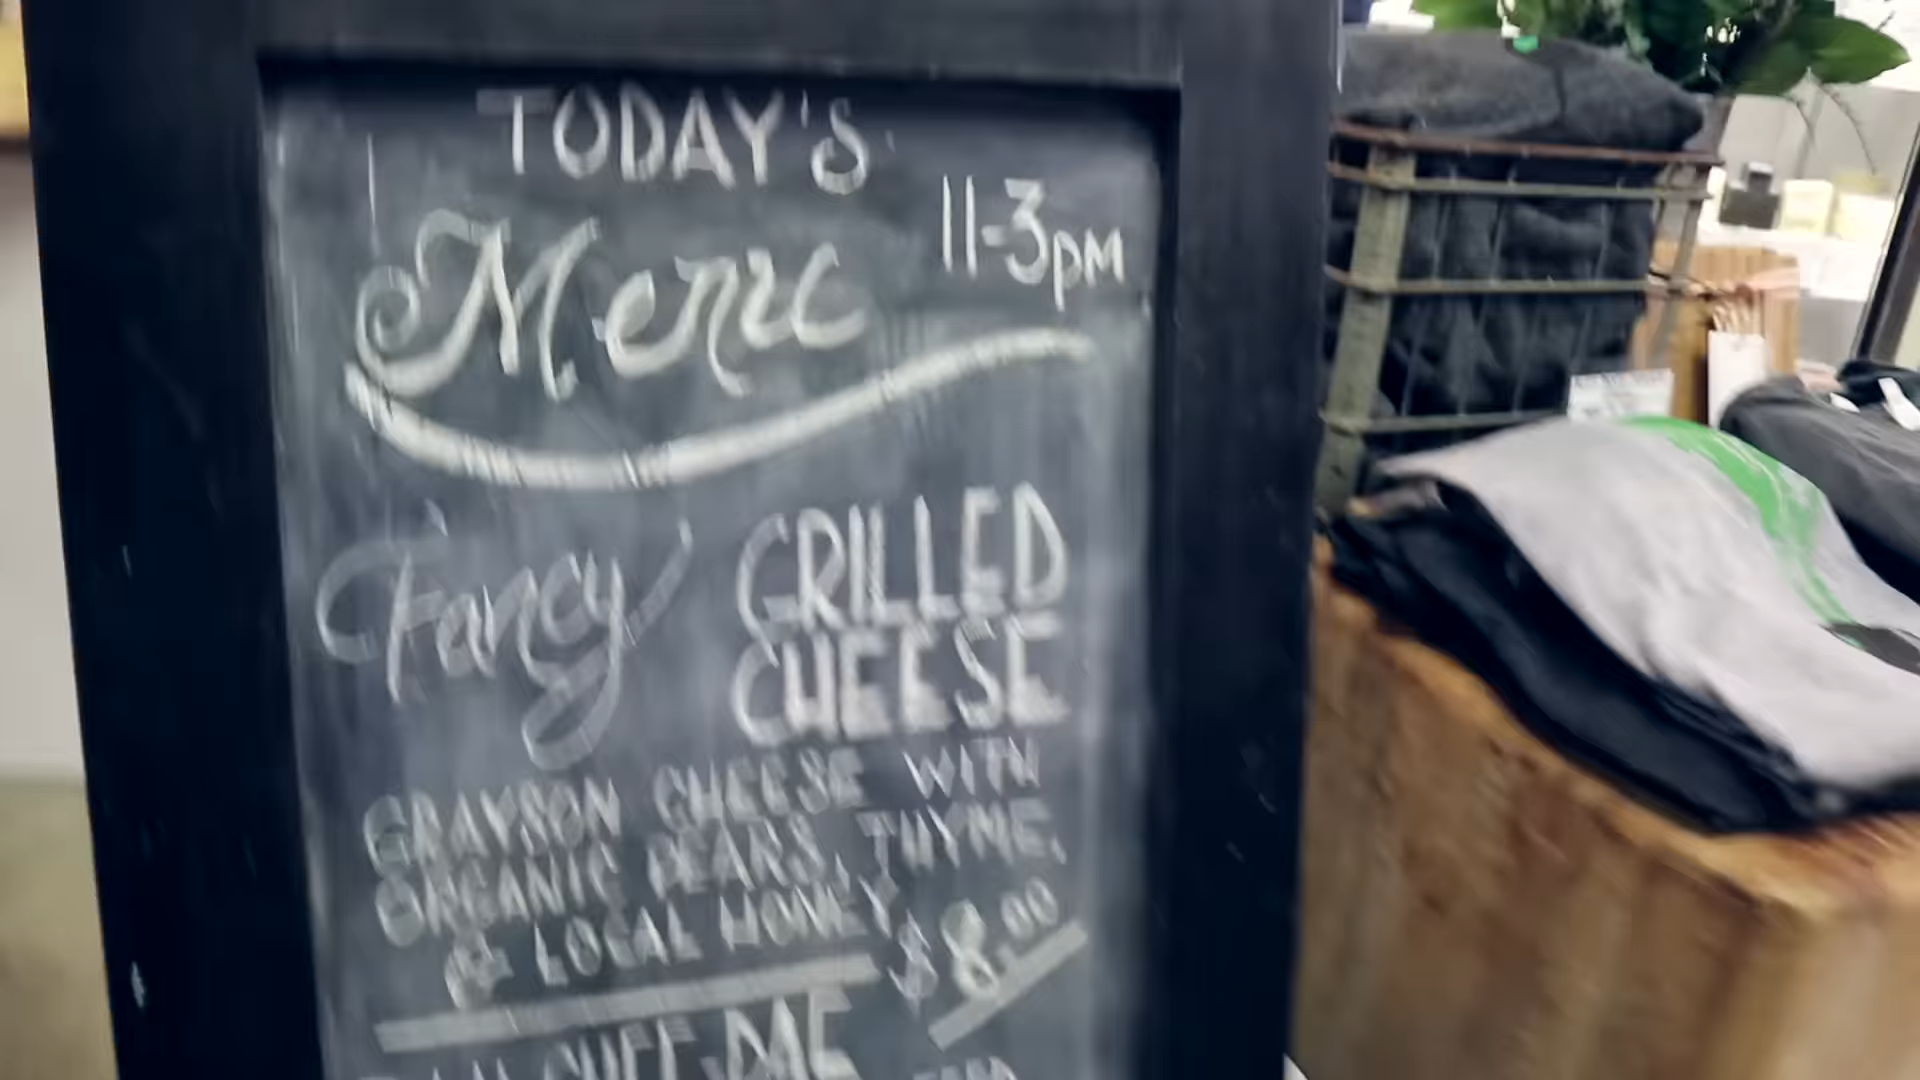 TODAY'S
Menu
11-3PM
Fancy GRILLED
CHEESE
GRAYSON CHEESE WITH
ORGANIC PEARS, THYME,
& LOCAL HONEY $8.00